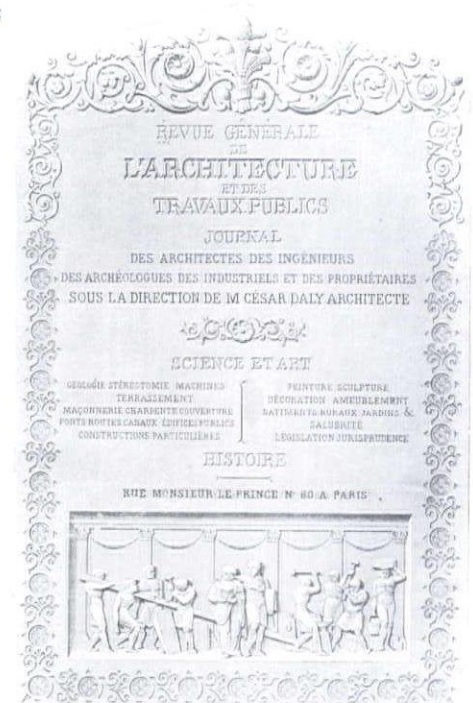 REVUE GÉNÉRALE
DE
L'ARCHITECTURE
ET DES
TRAVAUX PUBLICS
JOURNAL
DES ARCHITECTES DES INGÉNIEURS
DES ARCHÉOLOGUES DES INDUSTRIELS ET DES PROPRIÉTAIRES
SOUS LA DIRECTION DE M CÉSAR DALY ARCHITECTE
SCIENCE ET ART
GÉOLOGIE STÉRÉOTOMIE MACHINES
TERRASSEMENT
MAÇONNERIE CHARPENTE COUVERTURE
PONTS ROUTES CANAUX ÉDIFICES PUBLICS
CONSTRUCTIONS PARTICULIÈRES
PEINTURE SCULPTURE
DÉCORATION AMEUBLEMENT
BATIMENTS RURAUX JARDINS &
SALUBRITÉ
LÉGISLATION JURISPRUDENCE
HISTOIRE
RUE MONSIEUR LE PRINCE Nº 60 A PARIS